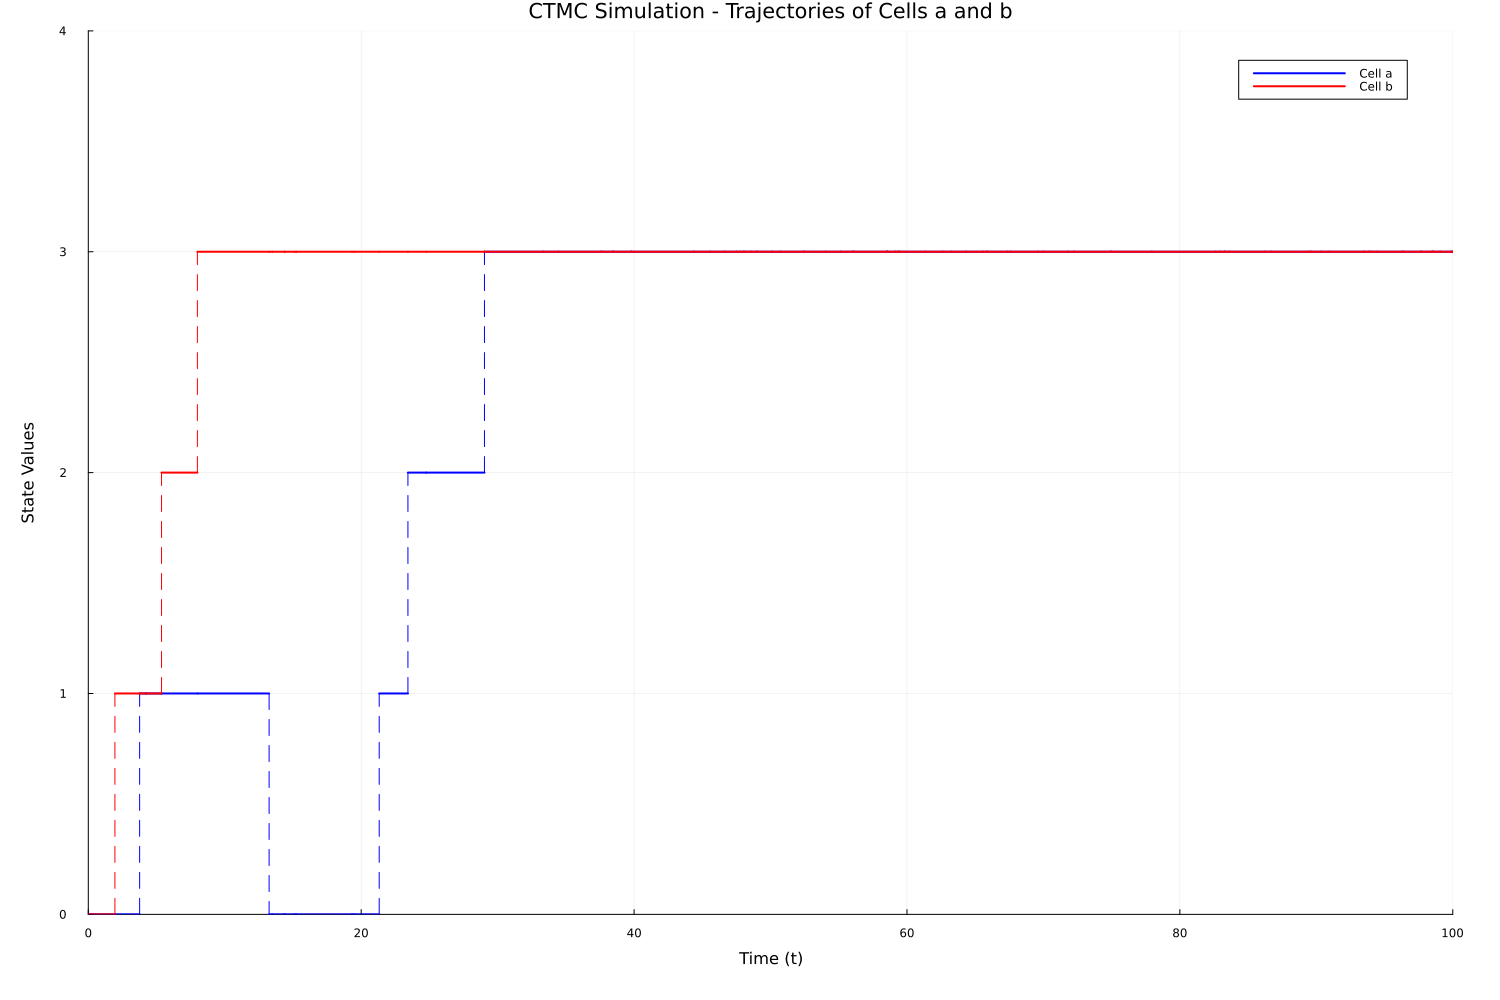 CTMC Simulation - Trajectories of Cells a and b
4
Cell a
Cell b
3
State Values
2
1
0
0 20 40 60 80 100
Time (t)